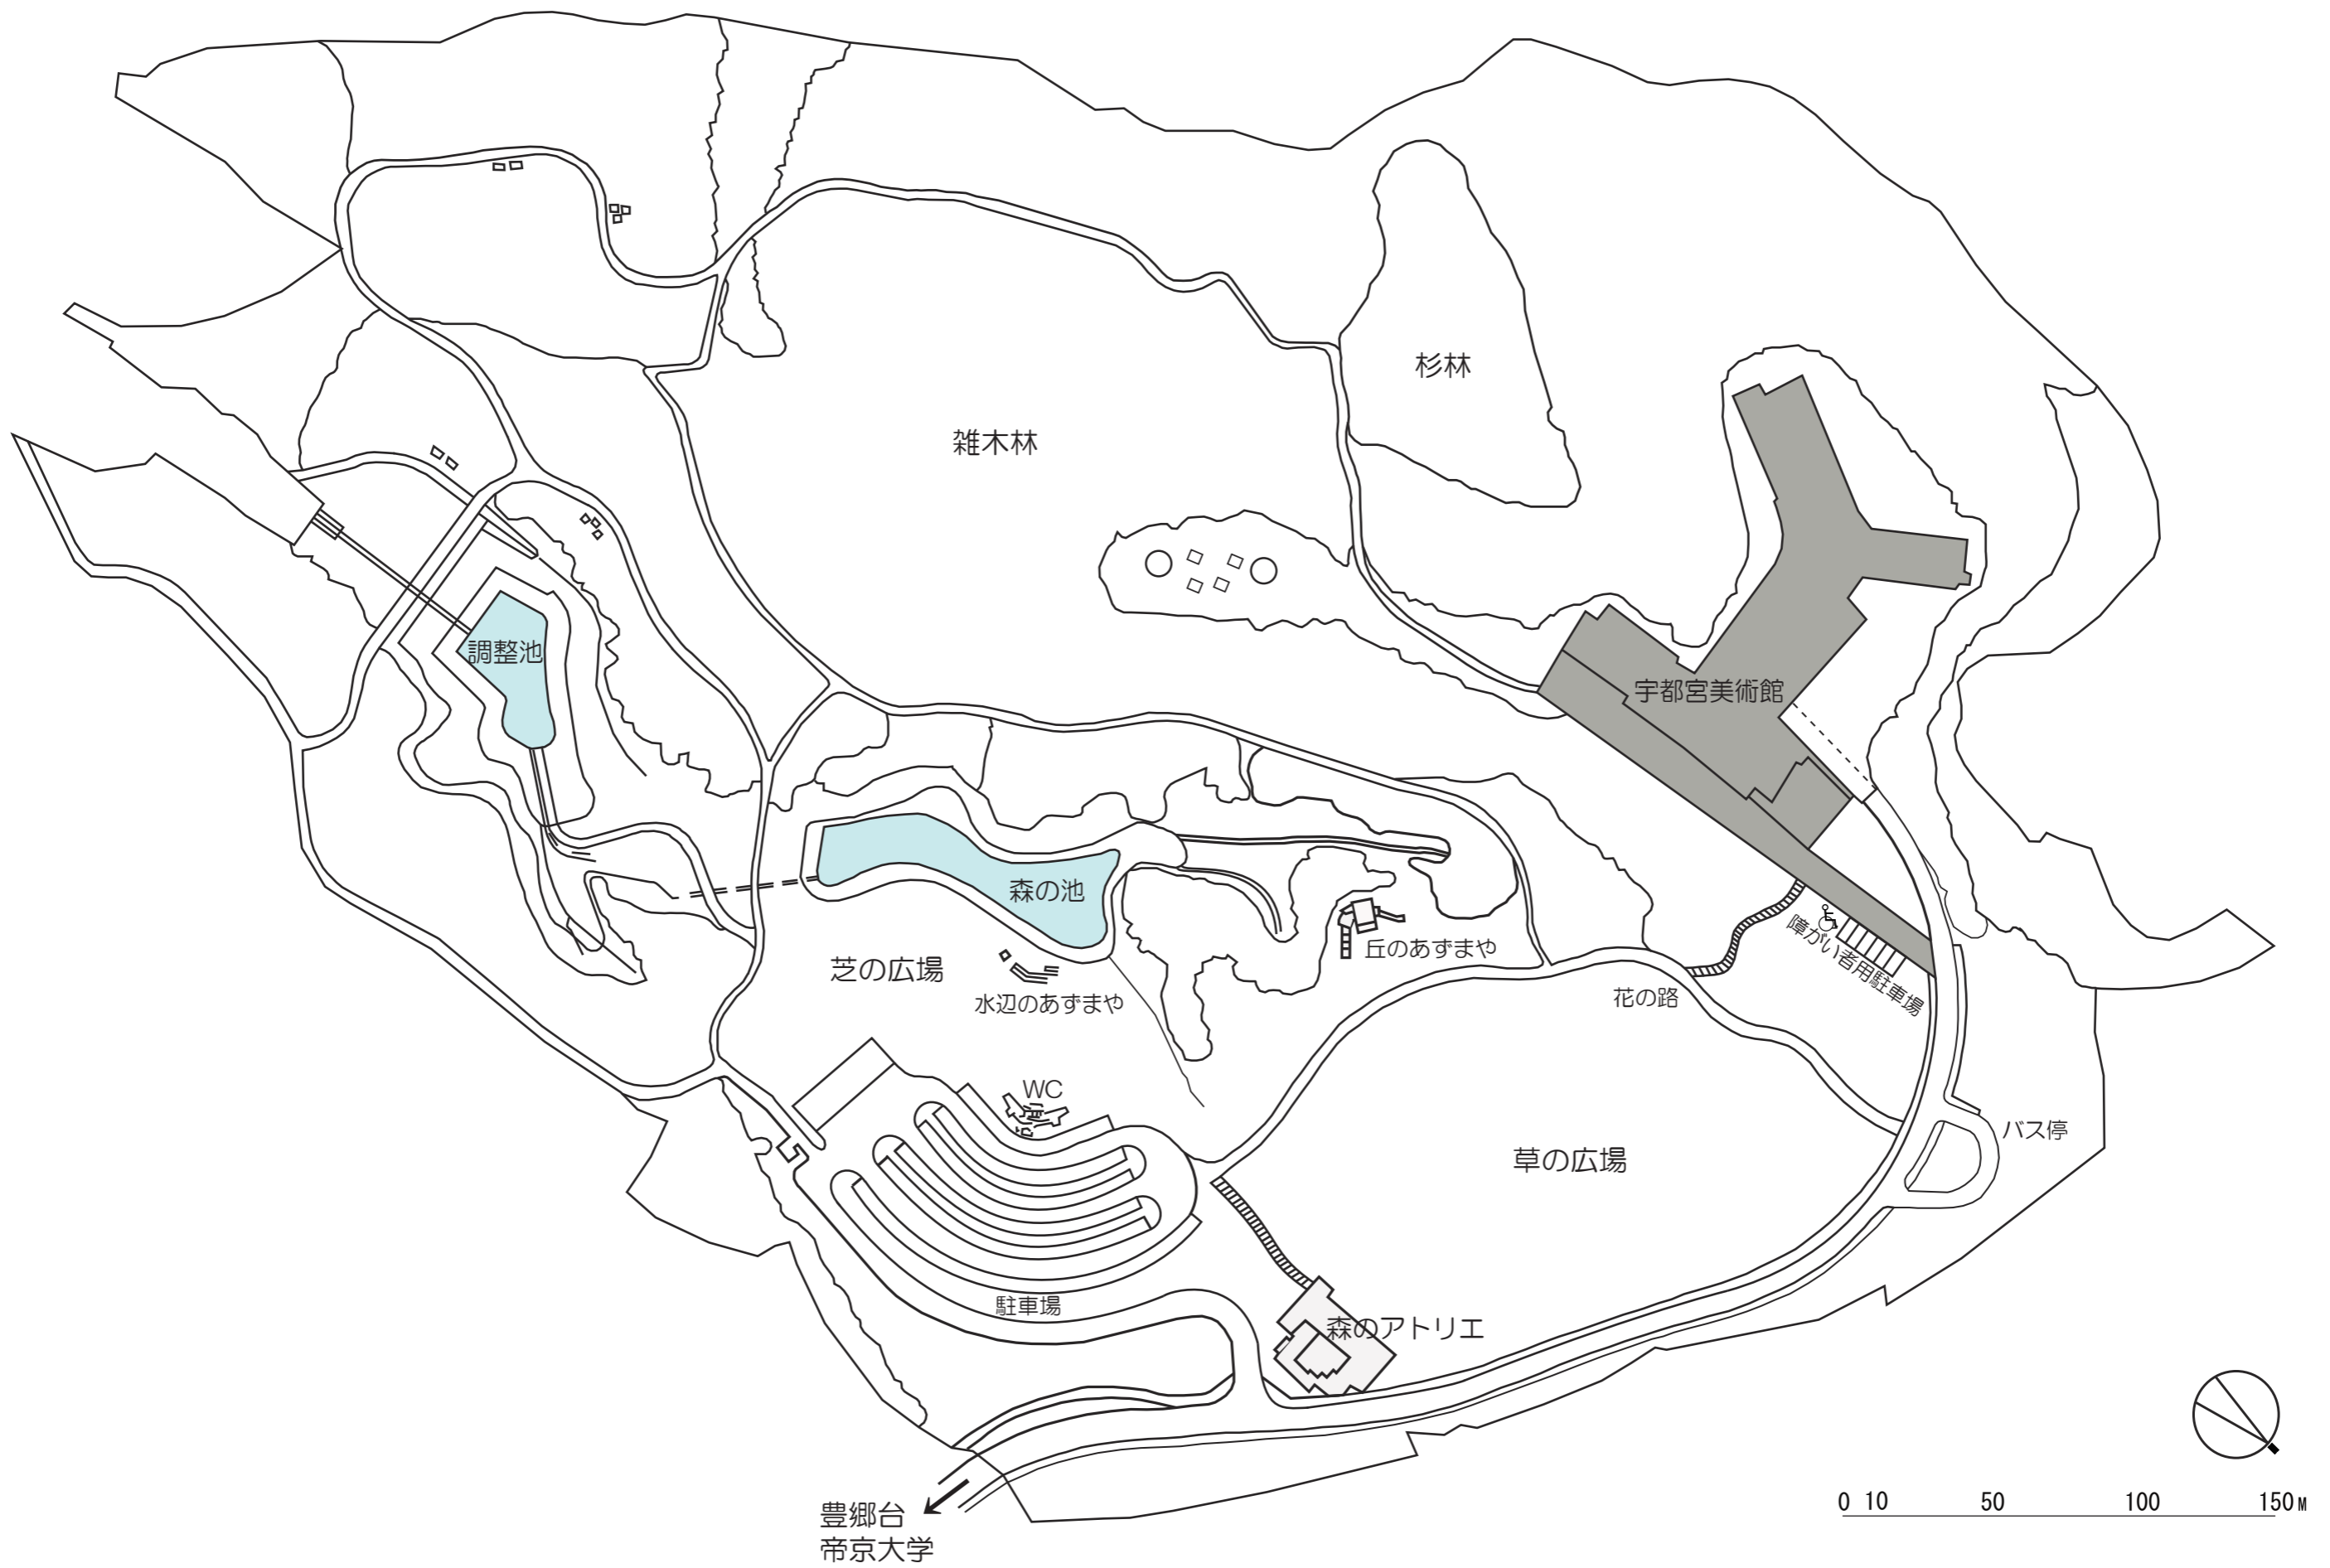 杉林
雑木林
調整池
宇都宮美術館
森の池
障がい者用駐車場
丘のあずまや
芝の広場
水辺のあずまや
花の路
WC
バス停
草の広場
駐車場
森のアトリエ
豊郷台
帝京大学
0 10 50 100 150M